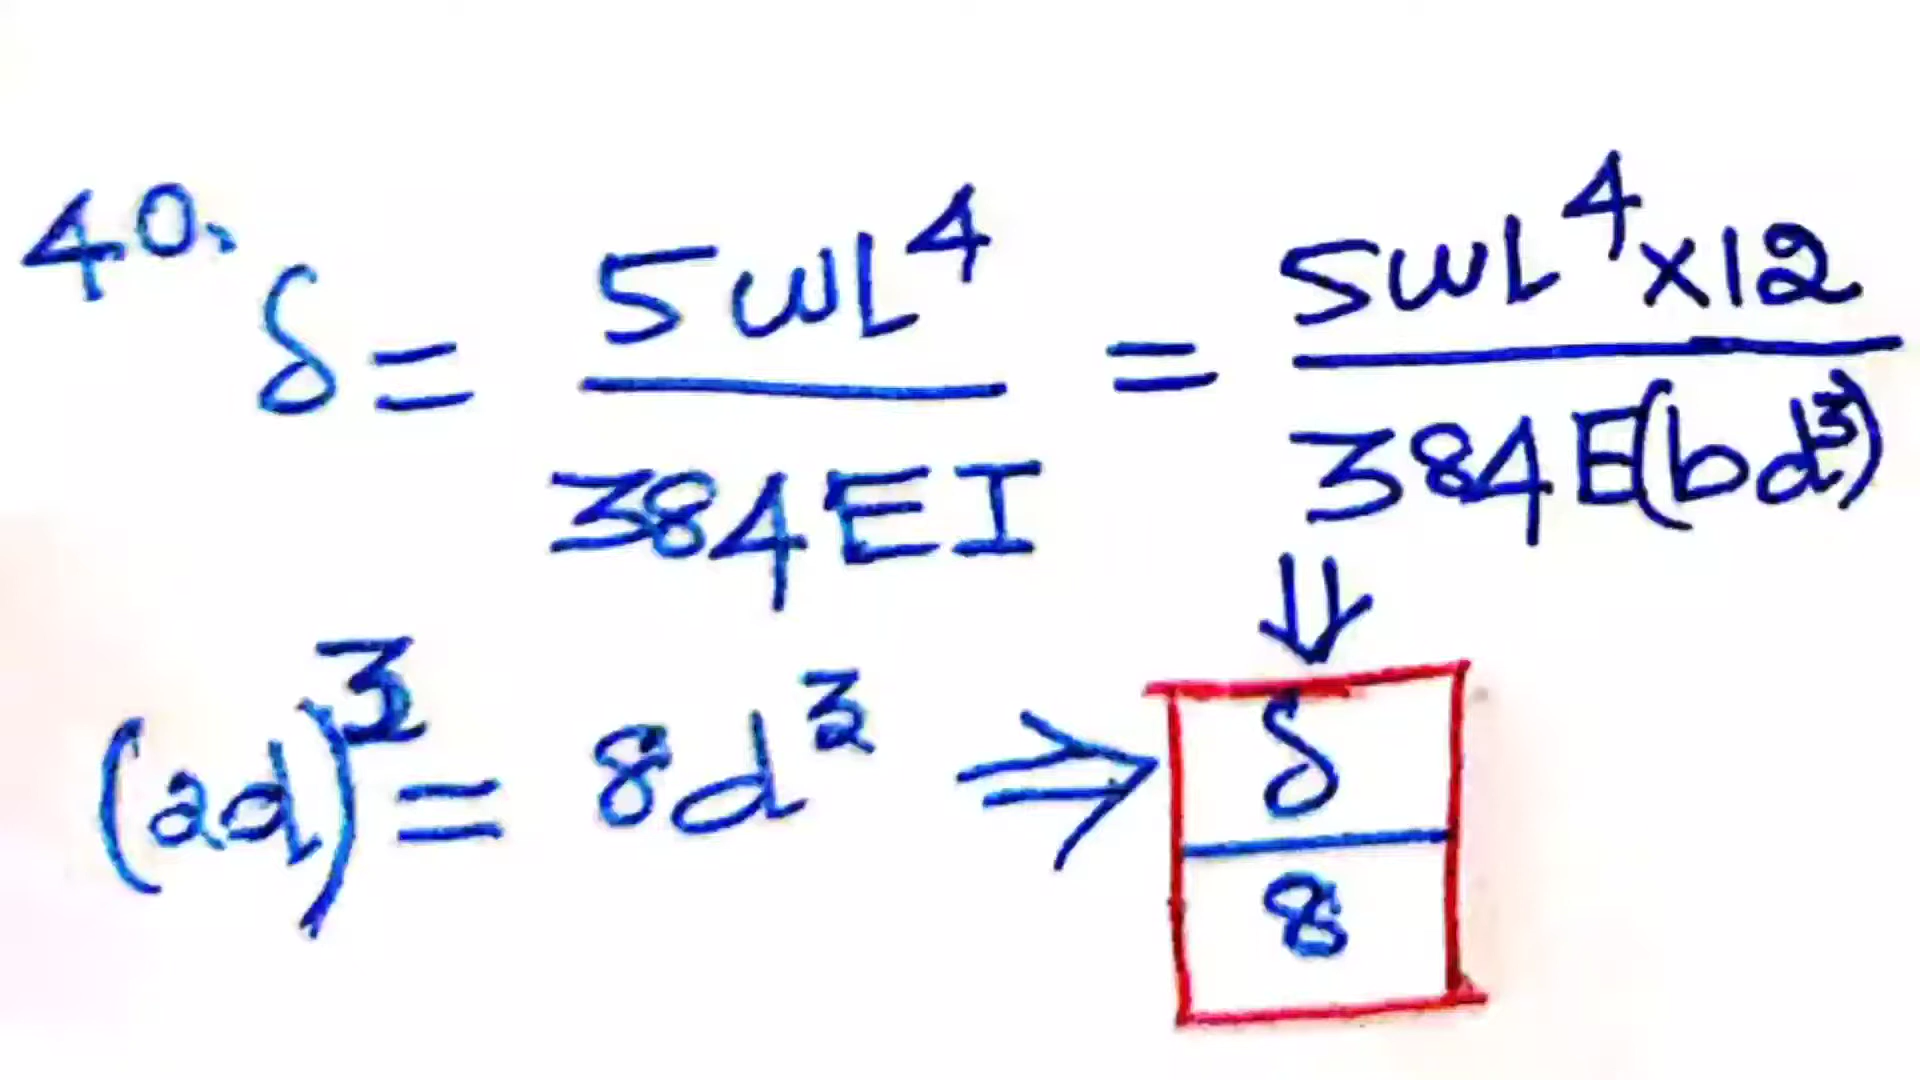 40. δ = 5wL⁴ / 384EI = 5wL⁴×12 / 384E(bd³)
⇓
(2d)³ = 8d³ ⇒ δ / 8